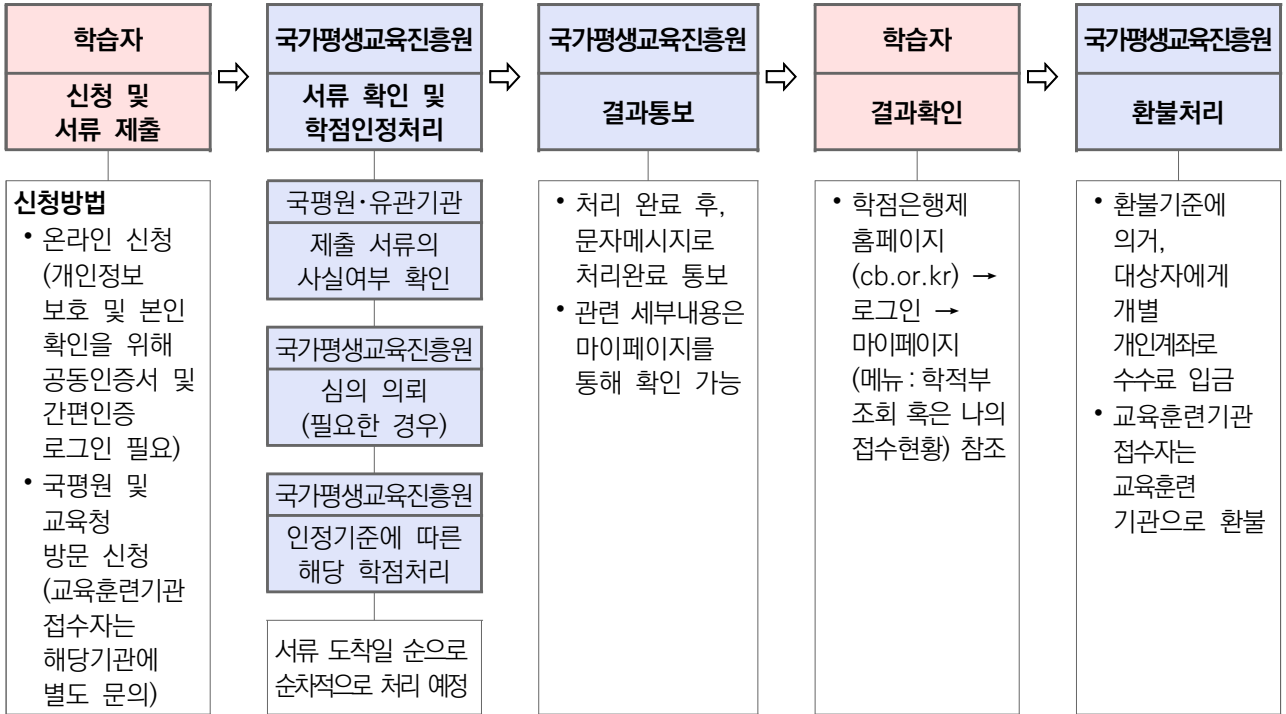 학습자
신청 및
서류 제출
⇨
국가평생교육진흥원
서류 확인 및
학점인정처리
⇨
국가평생교육진흥원
결과통보
⇨
학습자
결과확인
⇨
국가평생교육진흥원
환불처리
신청방법
• 온라인 신청
(개인정보
보호 및 본인
확인을 위해
공동인증서 및
간편인증
로그인 필요)
• 국평원 및
교육청
방문 신청
(교육훈련기관
접수자는
해당기관에
별도 문의)
국평원·유관기관
제출 서류의
사실여부 확인
국가평생교육진흥원
심의 의뢰
(필요한 경우)
국가평생교육진흥원
인정기준에 따른
해당 학점처리
서류 도착일 순으로
순차적으로 처리 예정
• 처리 완료 후,
문자메시지로
처리완료 통보
• 관련 세부내용은
마이페이지를
통해 확인 가능
• 학점은행제
홈페이지
(cb.or.kr) →
로그인 →
마이페이지
(메뉴 : 학적부
조회 혹은 나의
접수현황) 참조
• 환불기준에
의거,
대상자에게
개별
개인계좌로
수수료 입금
• 교육훈련기관
접수자는
교육훈련
기관으로 환불